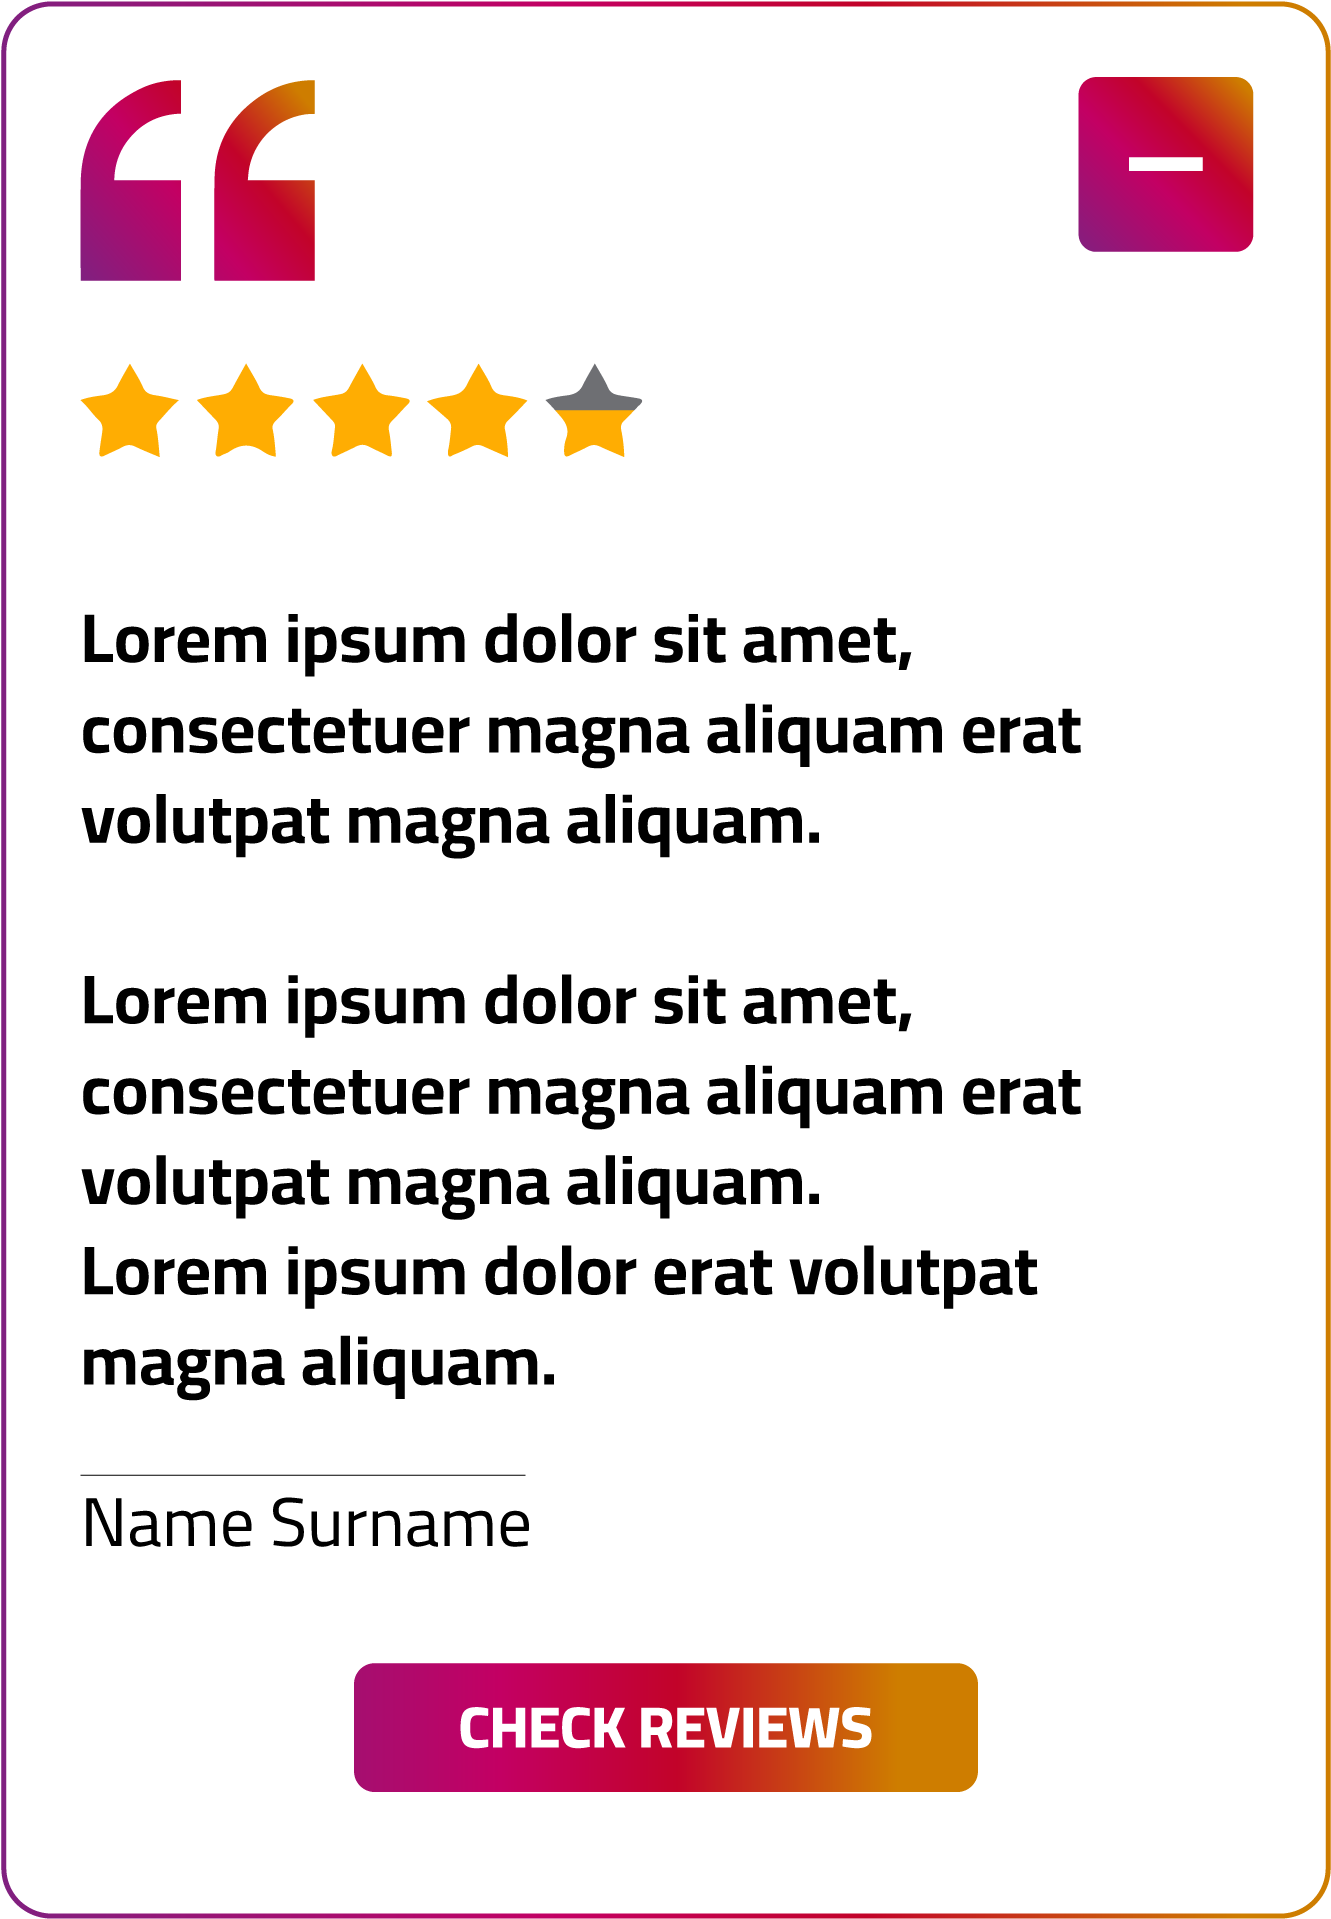 Lorem ipsum dolor sit amet,
consectetuer magna aliquam erat
volutpat magna aliquam.
Lorem ipsum dolor sit amet,
consectetuer magna aliquam erat
volutpat magna aliquam.
Lorem ipsum dolor erat volutpat
magna aliquam.
Name Surname
CHECK REVIEWS